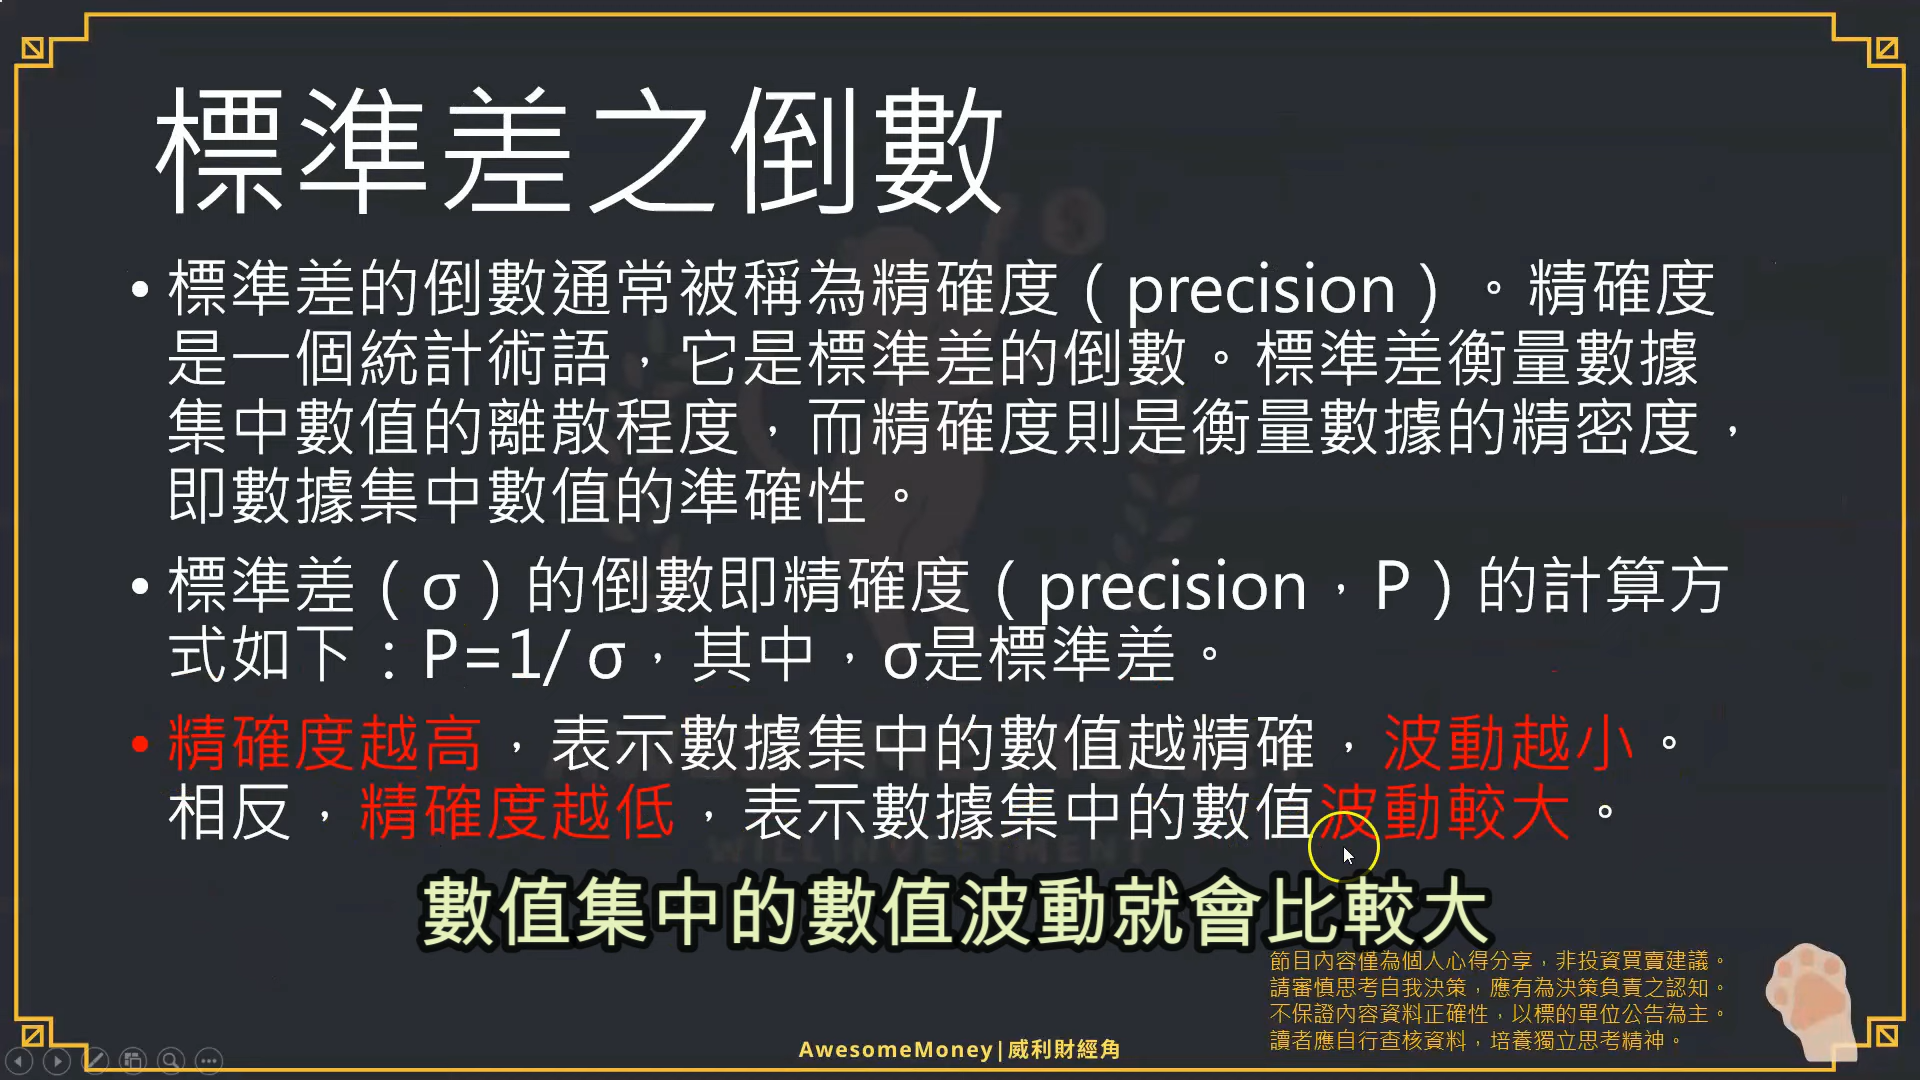 標準差之倒數
•標準差的倒數通常被稱為精確度（precision）。精確度
是一個統計術語，它是標準差的倒數。標準差衡量數據
集中數值的離散程度，而精確度則是衡量數據的精密度，
即數據集中數值的準確性。
•標準差（σ）的倒數即精確度（precision，P）的計算方
式如下：P=1/ σ，其中，σ是標準差。
•精確度越高，表示數據集中的數值越精確，波動越小。
相反，精確度越低，表示數據集中的數值波動較大。
WILLINVESTMENT
數值集中的數值波動就會比較大
節目內容僅為個人心得分享，非投資買賣建議。
請審慎思考自我決策，應有為決策負責之認知。
不保證內容資料正確性，以標的單位公告為主。
讀者應自行查核資料，培養獨立思考精神。
AwesomeMoney|威利財經角